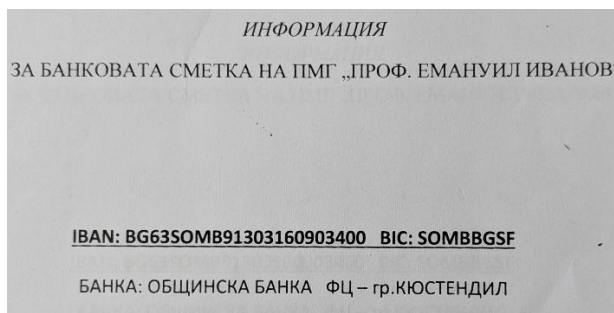 ИНФОРМАЦИЯ
ЗА БАНКОВАТА СМЕТКА НА ПМГ „ПРОФ. ЕМАНУИЛ ИВАНОВ“
IBAN: BG63SOMB91303160903400 BIC: SOMBBGSF
БАНКА: ОБЩИНСКА БАНКА ФЦ – гр.КЮСТЕНДИЛ